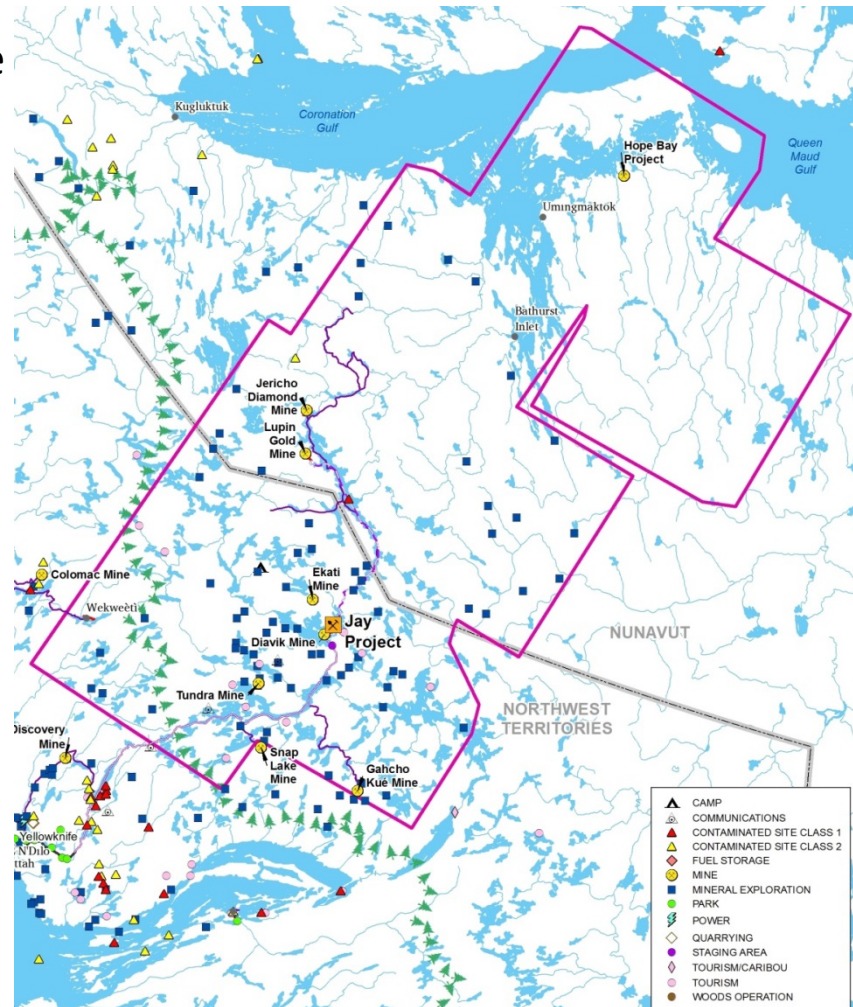 e
Kugluktuk
Coronation
Gulf
Hope Bay
Project
Queen
Maud
Gulf
Umingmaktok
Bathurst
Inlet
Jericho
Diamond
Mine
Lupin
Gold
Mine
Colomac Mine
Wekweètì
Ekati
Mine
Jay
Project
Diavik Mine
NUNAVUT
Tundra Mine
NORTHWEST
TERRITORIES
Discovery
Mine
Snap
Lake
Mine
Gahcho
Kué Mine
Yellowknife
N'Dilo
ttah
CAMP
COMMUNICATIONS
CONTAMINATED SITE CLASS 1
CONTAMINATED SITE CLASS 2
FUEL STORAGE
MINE
MINERAL EXPLORATION
PARK
POWER
QUARRYING
STAGING AREA
TOURISM/CARIBOU
TOURISM
WOODS OPERATION